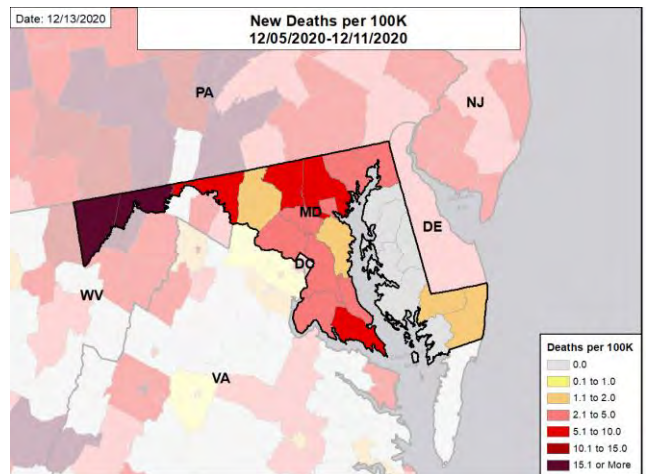 Date: 12/13/2020
New Deaths per 100K
12/05/2020-12/11/2020
PA
NJ
MD
DE
DC
WV
VA
Deaths per 100K
0.0
0.1 to 1.0
1.1 to 2.0
2.1 to 5.0
5.1 to 10.0
10.1 to 15.0
15.1 or More